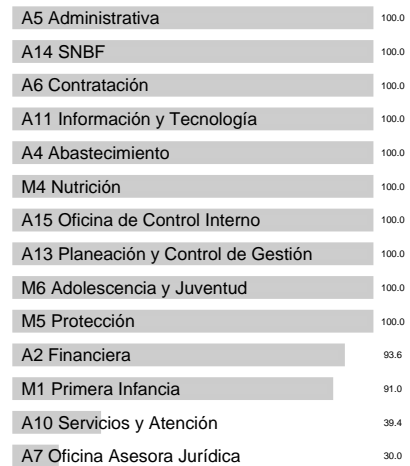 A5 Administrativa 100.0
A14 SNBF 100.0
A6 Contratación 100.0
A11 Información y Tecnología 100.0
A4 Abastecimiento 100.0
M4 Nutrición 100.0
A15 Oficina de Control Interno 100.0
A13 Planeación y Control de Gestión 100.0
M6 Adolescencia y Juventud 100.0
M5 Protección 100.0
A2 Financiera 93.6
M1 Primera Infancia 91.0
A10 Servicios y Atención 39.4
A7 Oficina Asesora Jurídica 30.0